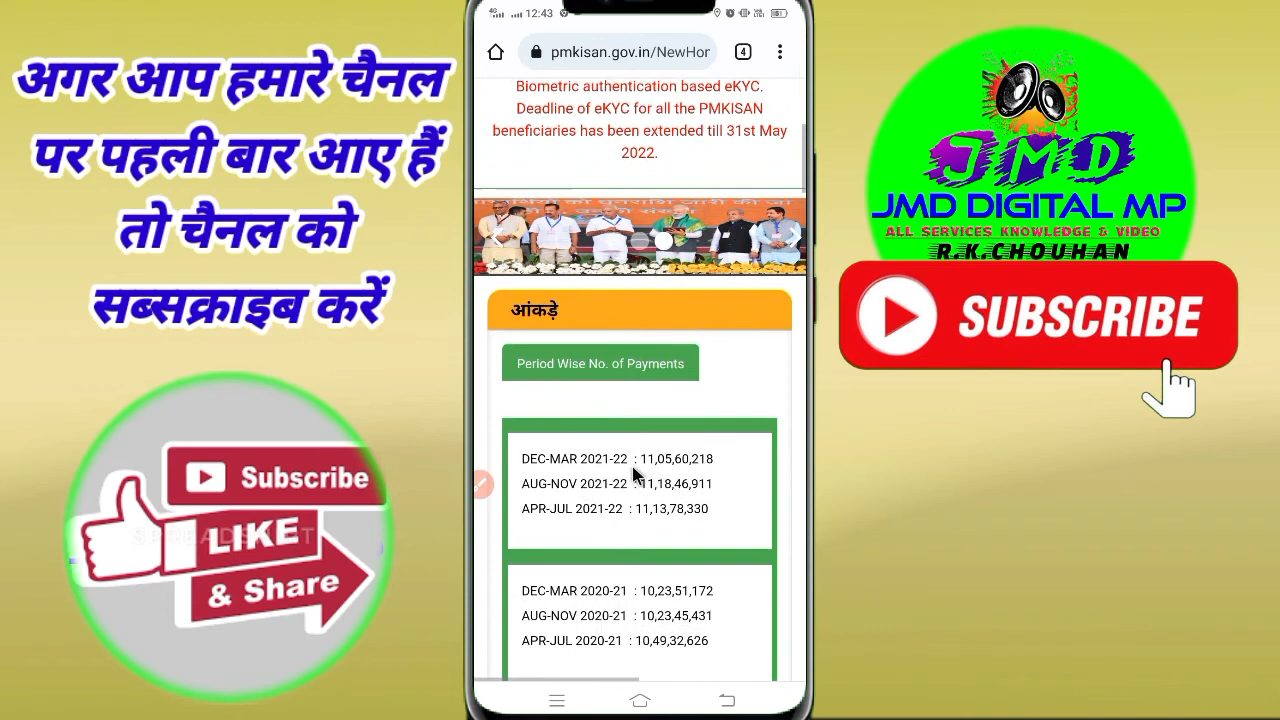 अगर आप हमारे चैनल
पर पहली बार आए हैं
तो चैनल को
सब्सक्राइब करें
Subscribe
LIKE
& Share
4G
12:43
pmkisan.gov.in/NewHor
4
Biometric authentication based eKYC.
Deadline of eKYC for all the PMKISAN
beneficiaries has been extended till 31st May
2022.
आंकड़े
Period Wise No. of Payments
DEC-MAR 2021-22 : 11,05,60,218
AUG-NOV 2021-22 : 11,18,46,911
APR-JUL 2021-22 : 11,13,78,330
DEC-MAR 2020-21 : 10,23,51,172
AUG-NOV 2020-21 : 10,23,45,431
APR-JUL 2020-21 : 10,49,32,626
JMD
JMD DIGITAL MP
ALL SERVICES KNOWLEDGE & VIDEO
R.K.CHOUHAN
SUBSCRIBE